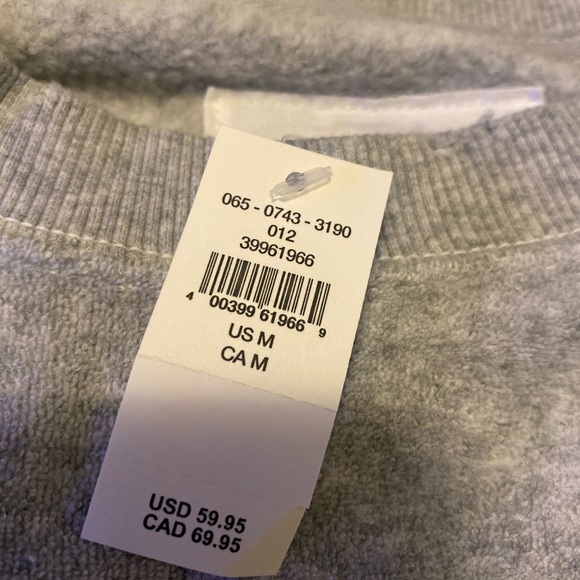 065 - 0743 - 3190
012
39961966
4 00399 61966 9
US M
CA M
USD 59.95
CAD 69.95